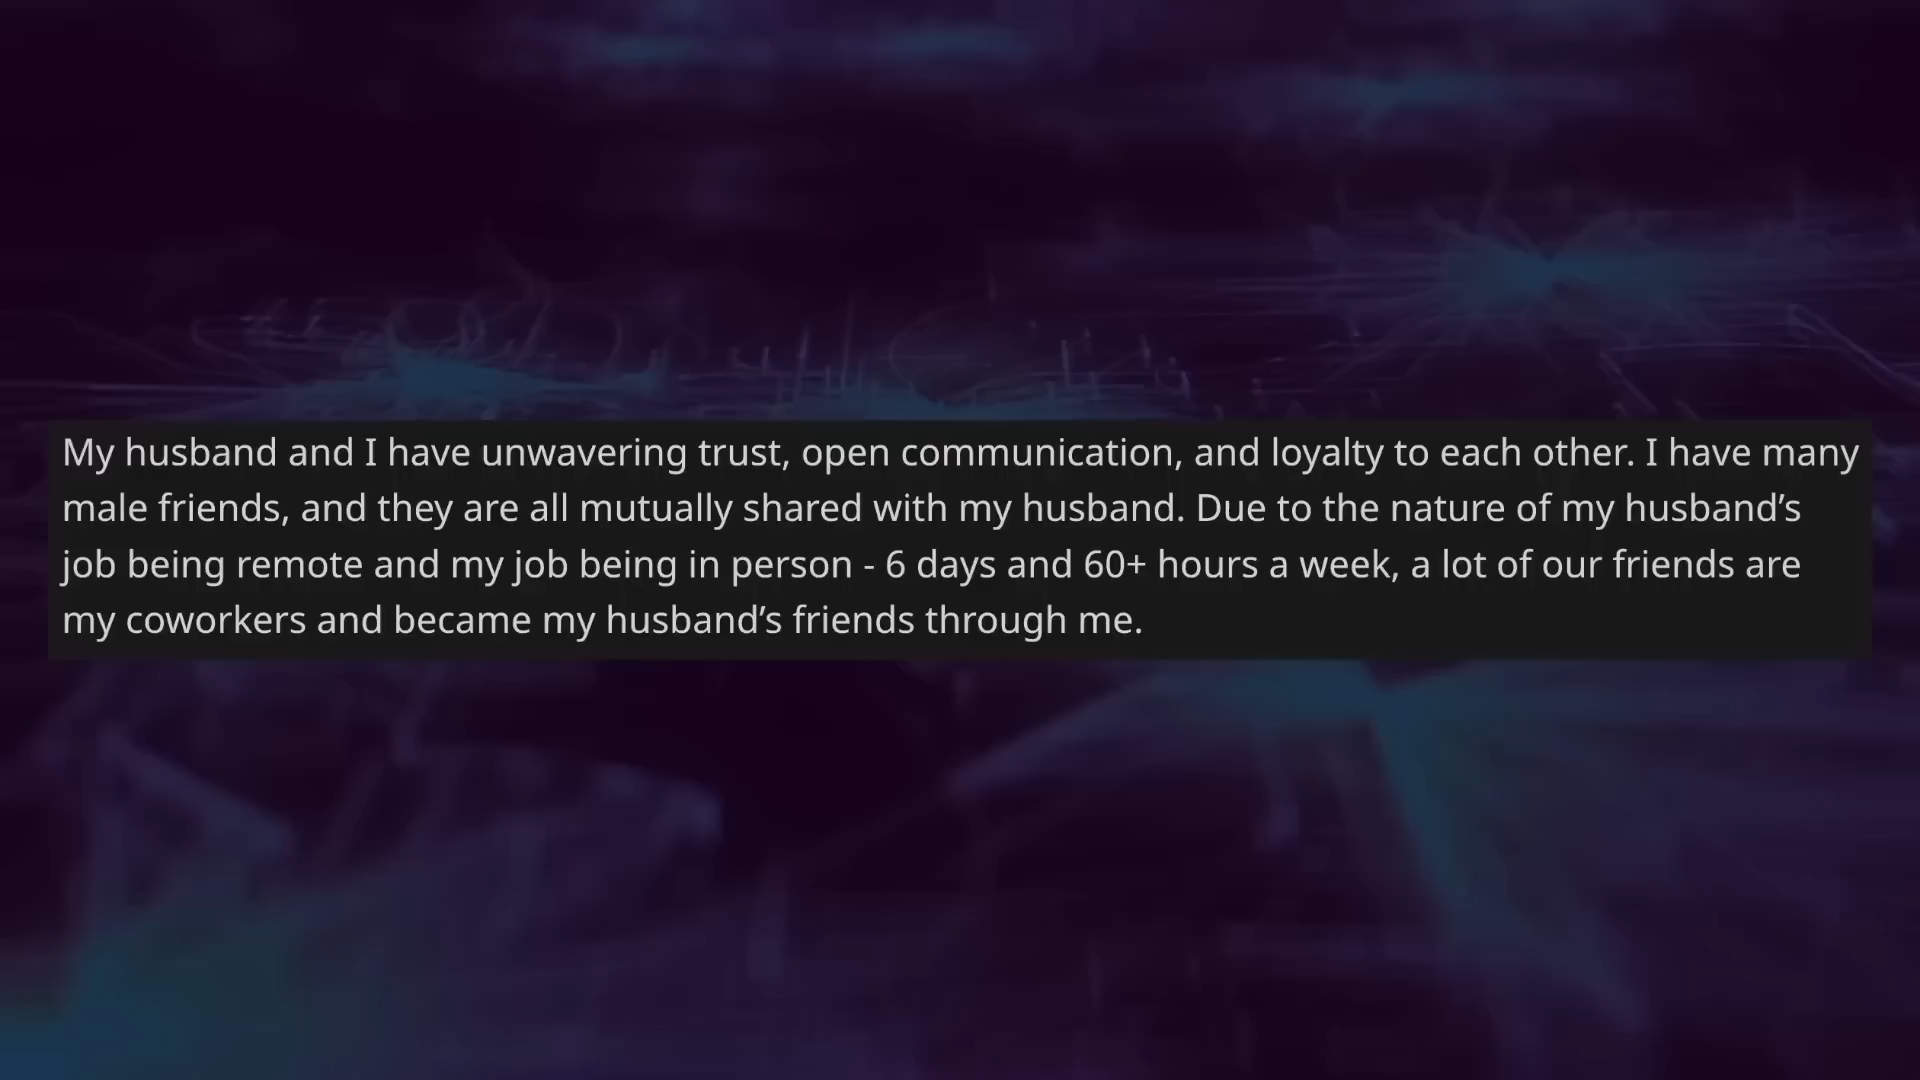 My husband and I have unwavering trust, open communication, and loyalty to each other. I have many
male friends, and they are all mutually shared with my husband. Due to the nature of my husband’s
job being remote and my job being in person - 6 days and 60+ hours a week, a lot of our friends are
my coworkers and became my husband’s friends through me.